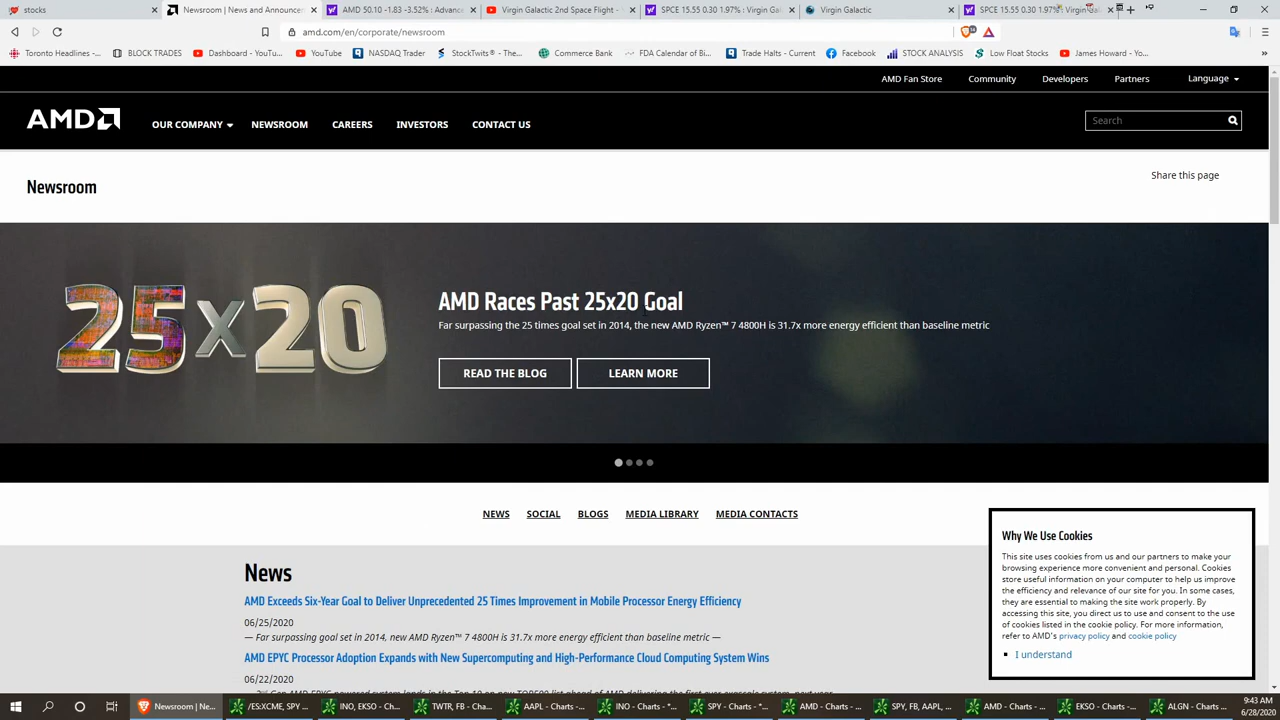 stocks
Newsroom | News and Announce
AMD 50.10 -1.83 -3.52% : Advance
Virgin Galactic 2nd Space Flight -
SPCE 15.55 0.30 1.97% : Virgin Gal
Virgin Galactic
SPCE 15.55 0.30 1.97% : Virgin Gala
amd.com/en/corporate/newsroom
Toronto Headlines -...
BLOCK TRADES
Dashboard - YouTu...
YouTube
NASDAQ Trader
StockTwits® - The...
Commerce Bank
FDA Calendar of Bi...
Trade Halts - Current
Facebook
STOCK ANALYSIS
Low Float Stocks
James Howard - Yo...
AMD Fan Store
Community
Developers
Partners
Language
AMD
OUR COMPANY
NEWSROOM
CAREERS
INVESTORS
CONTACT US
Search
Newsroom
Share this page
25x20
AMD Races Past 25x20 Goal
Far surpassing the 25 times goal set in 2014, the new AMD Ryzen™ 7 4800H is 31.7x more energy efficient than baseline metric
READ THE BLOG
LEARN MORE
NEWS
SOCIAL
BLOGS
MEDIA LIBRARY
MEDIA CONTACTS
News
AMD Exceeds Six-Year Goal to Deliver Unprecedented 25 Times Improvement in Mobile Processor Energy Efficiency
06/25/2020
— Far surpassing goal set in 2014, new AMD Ryzen™ 7 4800H is 31.7x more energy efficient than baseline metric —
AMD EPYC Processor Adoption Expands with New Supercomputing and High-Performance Cloud Computing System Wins
06/22/2020
Why We Use Cookies
This site uses cookies from us and our partners to make your
browsing experience more convenient and personal. Cookies
store useful information on your computer to help us improve
the efficiency and relevance of our site for you. In some cases,
they are essential to making the site work properly. By
accessing this site, you direct us to use and consent to the use
of cookies listed in the cookie policy. For more information,
refer to AMD's privacy policy and cookie policy
I understand
Newsroom | Ne...
/ES:XCME, SPY ...
INO, EKSO - Cha...
TWTR, FB - Cha...
AAPL - Charts -...
INO - Charts - "...
SPY - Charts - "...
AMD - Charts - ...
SPY, FB, AAPL, ...
AMD - Charts - ...
EKSO - Charts - ...
ALGN - Charts -...
9:43 AM
6/28/2020